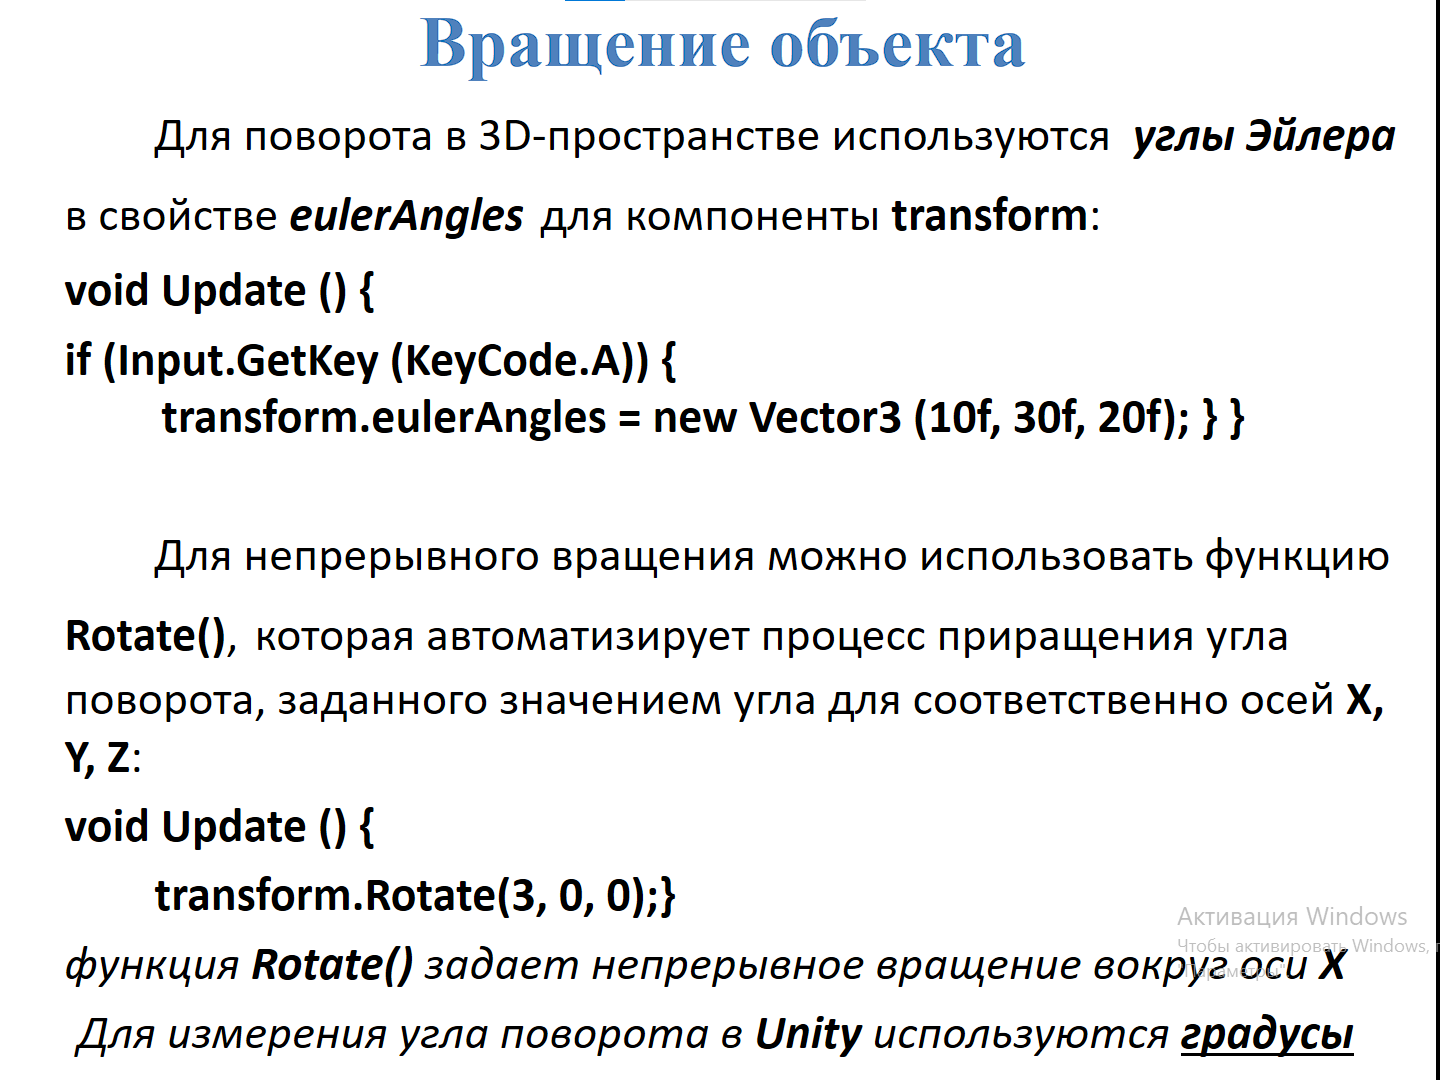 Вращение объекта
Для поворота в 3D-пространстве используются углы Эйлера
в свойстве eulerAngles для компоненты transform:
void Update () {
if (Input.GetKey (KeyCode.A)) {
transform.eulerAngles = new Vector3 (10f, 30f, 20f); } }
Для непрерывного вращения можно использовать функцию
Rotate(), которая автоматизирует процесс приращения угла
поворота, заданного значением угла для соответственно осей X,
Y, Z:
void Update () {
transform.Rotate(3, 0, 0);}
Активация Windows
Чтобы активировать Windows,
"Параметры"
функция Rotate() задает непрерывное вращение вокруг оси X
Для измерения угла поворота в Unity используются градусы